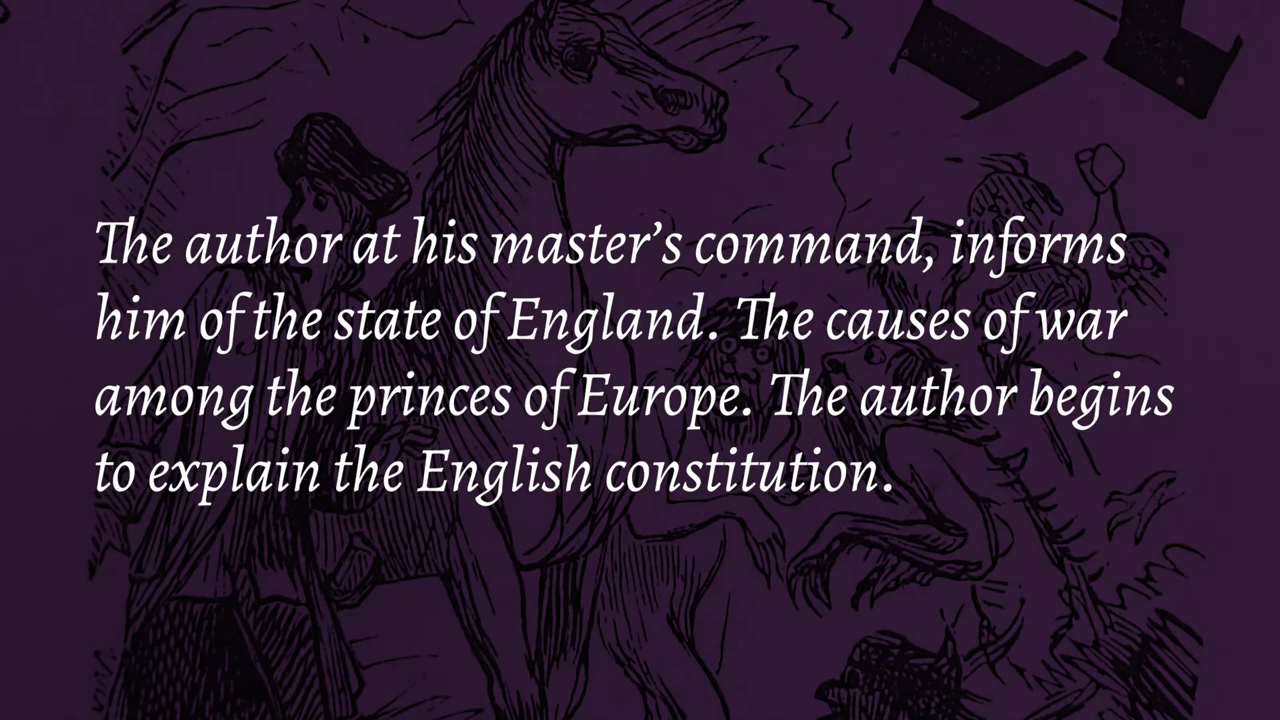 The author at his master’s command, informs
him of the state of England. The causes of war
among the princes of Europe. The author begins
to explain the English constitution.